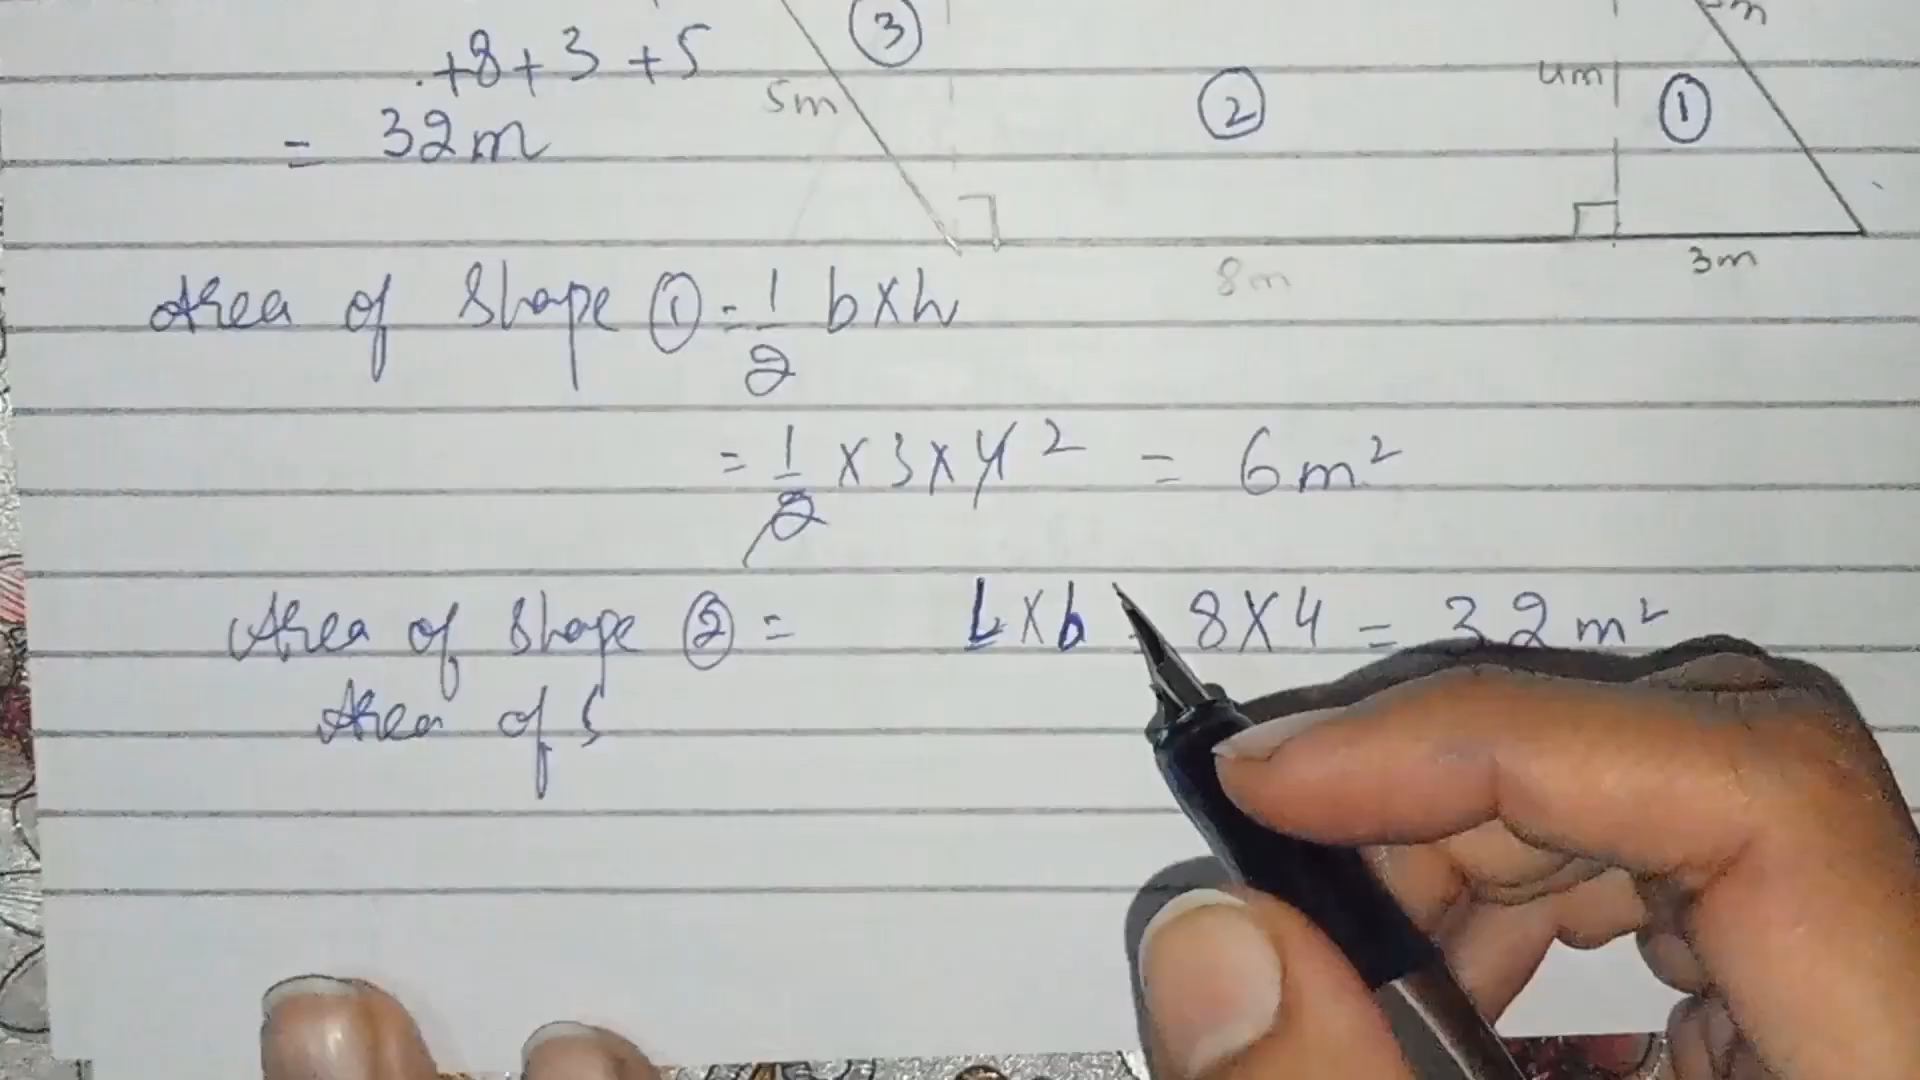 +8+3+5
= 32m
3
5m
2
4m
1
8m
3m
Area of Shape ① = 1/2 b×h
= 1/2 × 3 × 4 2 = 6m²
Area of Shape ② = L×b = 8×4 = 32m²
Area of S